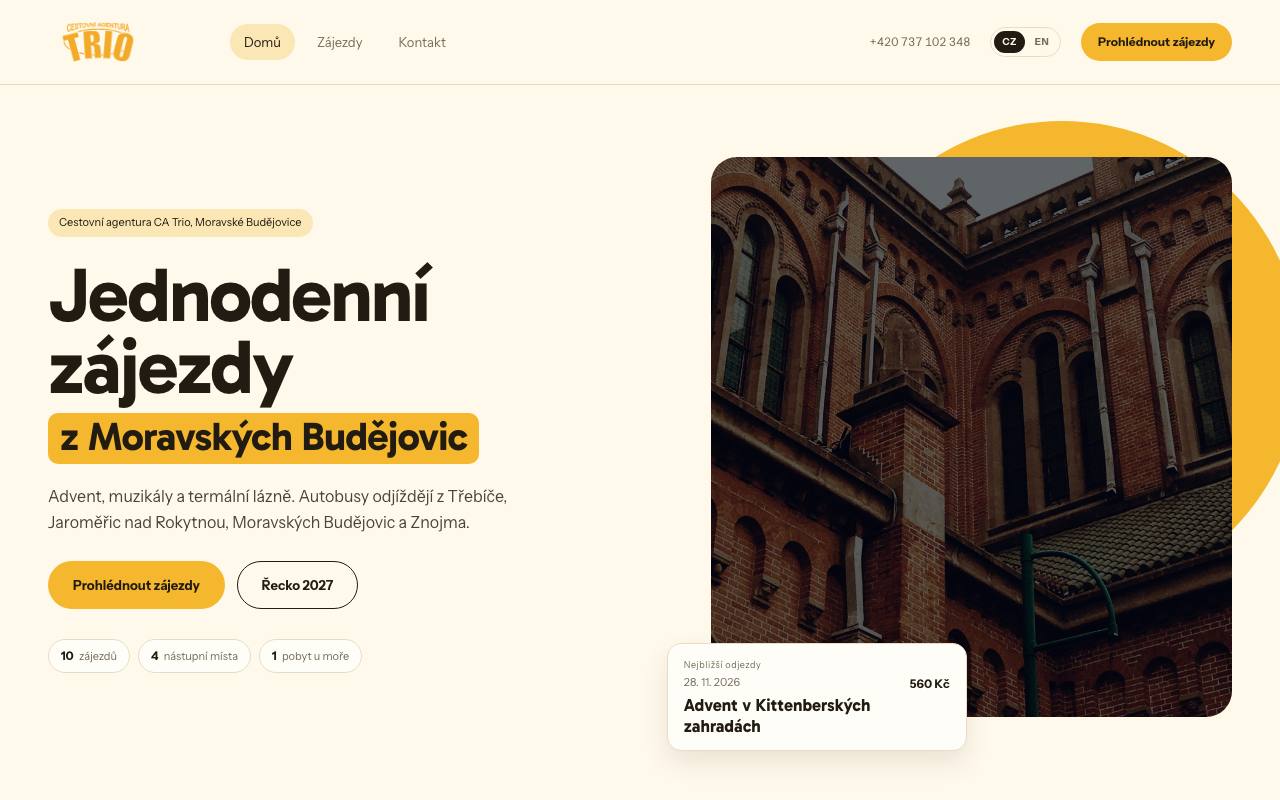 CESTOVNÍ AGENTURA
TRIO
Domů
Zájezdy
Kontakt
+420 737 102 348
CZ
EN
Prohlédnout zájezdy
Cestovní agentura CA Trio, Moravské Budějovice
Jednodenní
zájezdy
z Moravských Budějovic
Advent, muzikály a termální lázně. Autobusy odjíždějí z Třebíče,
Jaroměřic nad Rokytnou, Moravských Budějovic a Znojma.
Prohlédnout zájezdy
Řecko 2027
10 zájezdů
4 nástupní místa
1 pobyt u moře
Nejbližší odjezdy
28. 11. 2026
560 Kč
Advent v Kittenberských
zahradách